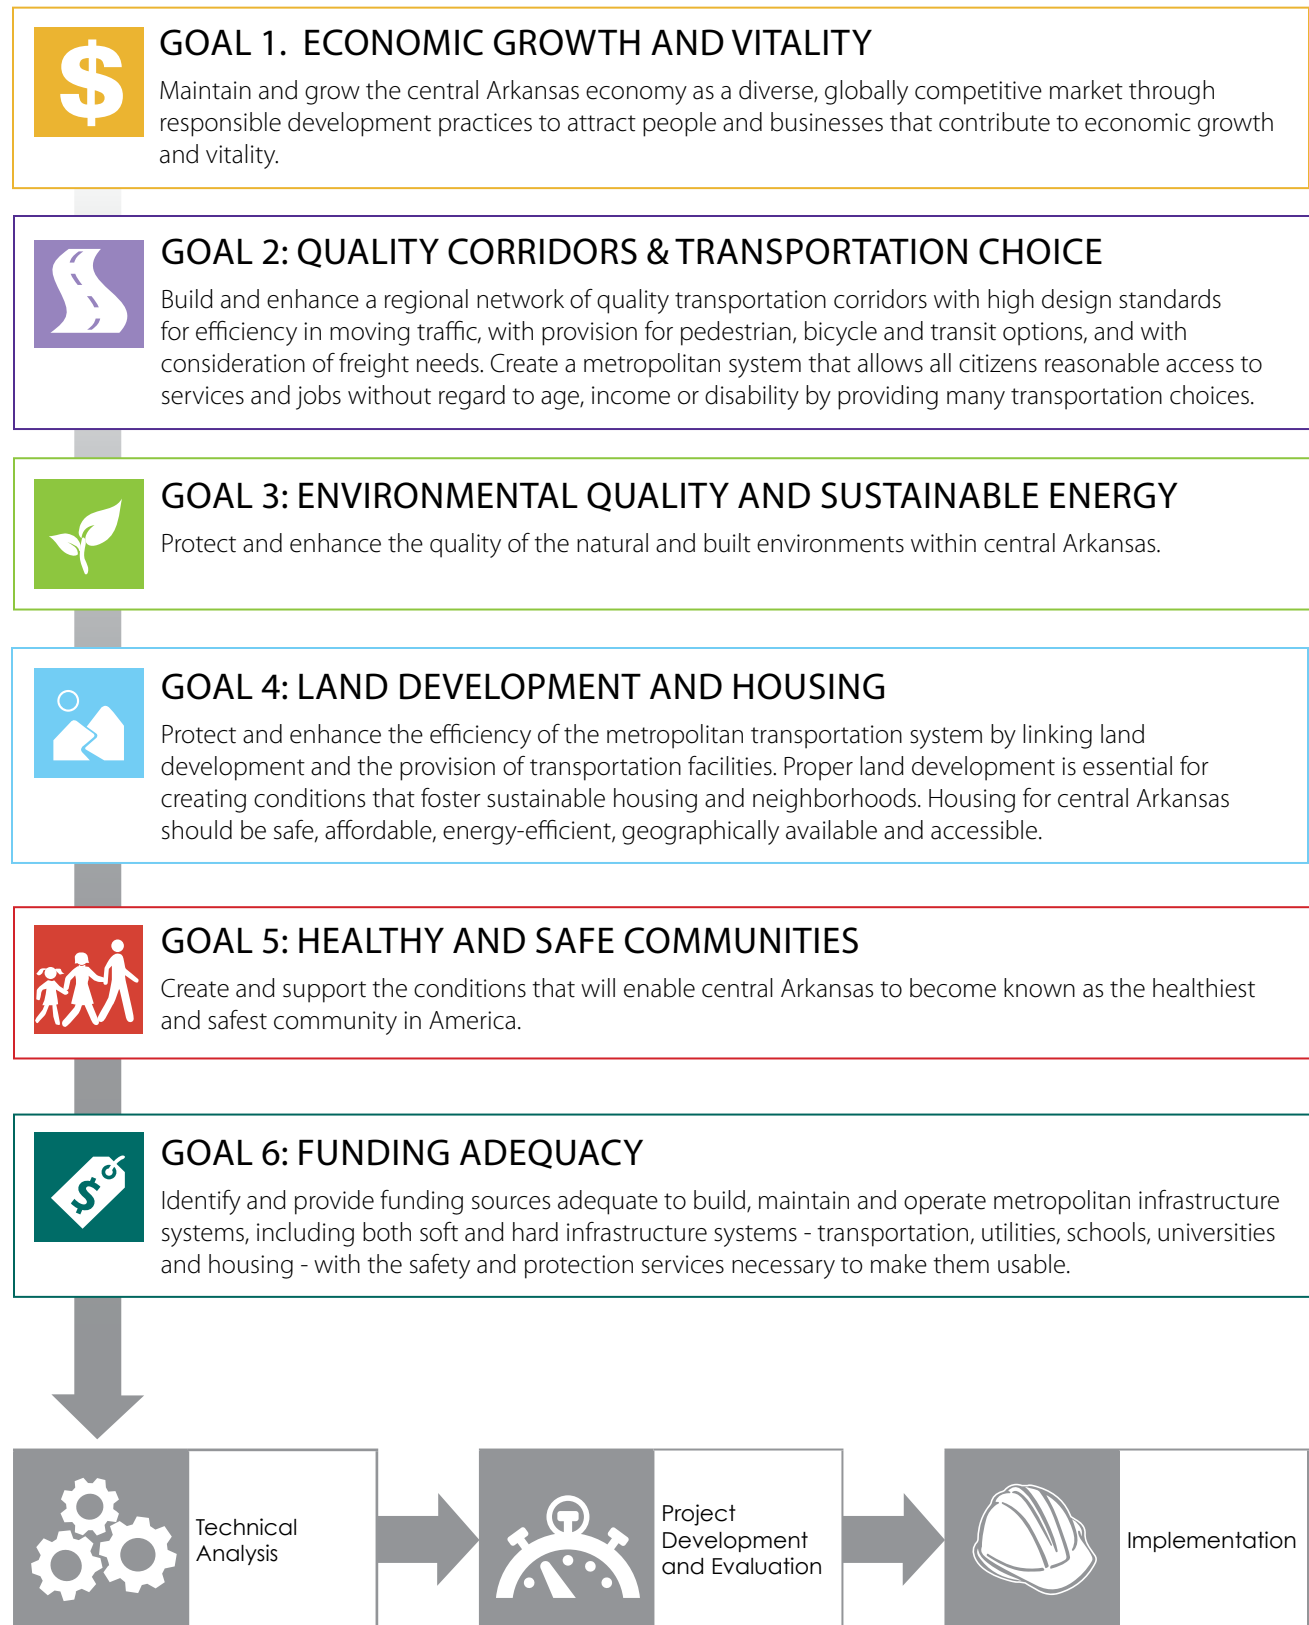 GOAL 1. ECONOMIC GROWTH AND VITALITY
Maintain and grow the central Arkansas economy as a diverse, globally competitive market through
responsible development practices to attract people and businesses that contribute to economic growth
and vitality.
GOAL 2: QUALITY CORRIDORS & TRANSPORTATION CHOICE
Build and enhance a regional network of quality transportation corridors with high design standards
for efficiency in moving traffic, with provision for pedestrian, bicycle and transit options, and with
consideration of freight needs. Create a metropolitan system that allows all citizens reasonable access to
services and jobs without regard to age, income or disability by providing many transportation choices.
GOAL 3: ENVIRONMENTAL QUALITY AND SUSTAINABLE ENERGY
Protect and enhance the quality of the natural and built environments within central Arkansas.
GOAL 4: LAND DEVELOPMENT AND HOUSING
Protect and enhance the efficiency of the metropolitan transportation system by linking land
development and the provision of transportation facilities. Proper land development is essential for
creating conditions that foster sustainable housing and neighborhoods. Housing for central Arkansas
should be safe, affordable, energy-efficient, geographically available and accessible.
GOAL 5: HEALTHY AND SAFE COMMUNITIES
Create and support the conditions that will enable central Arkansas to become known as the healthiest
and safest community in America.
GOAL 6: FUNDING ADEQUACY
Identify and provide funding sources adequate to build, maintain and operate metropolitan infrastructure
systems, including both soft and hard infrastructure systems - transportation, utilities, schools, universities
and housing - with the safety and protection services necessary to make them usable.
Technical
Analysis
Project
Development
and Evaluation
Implementation